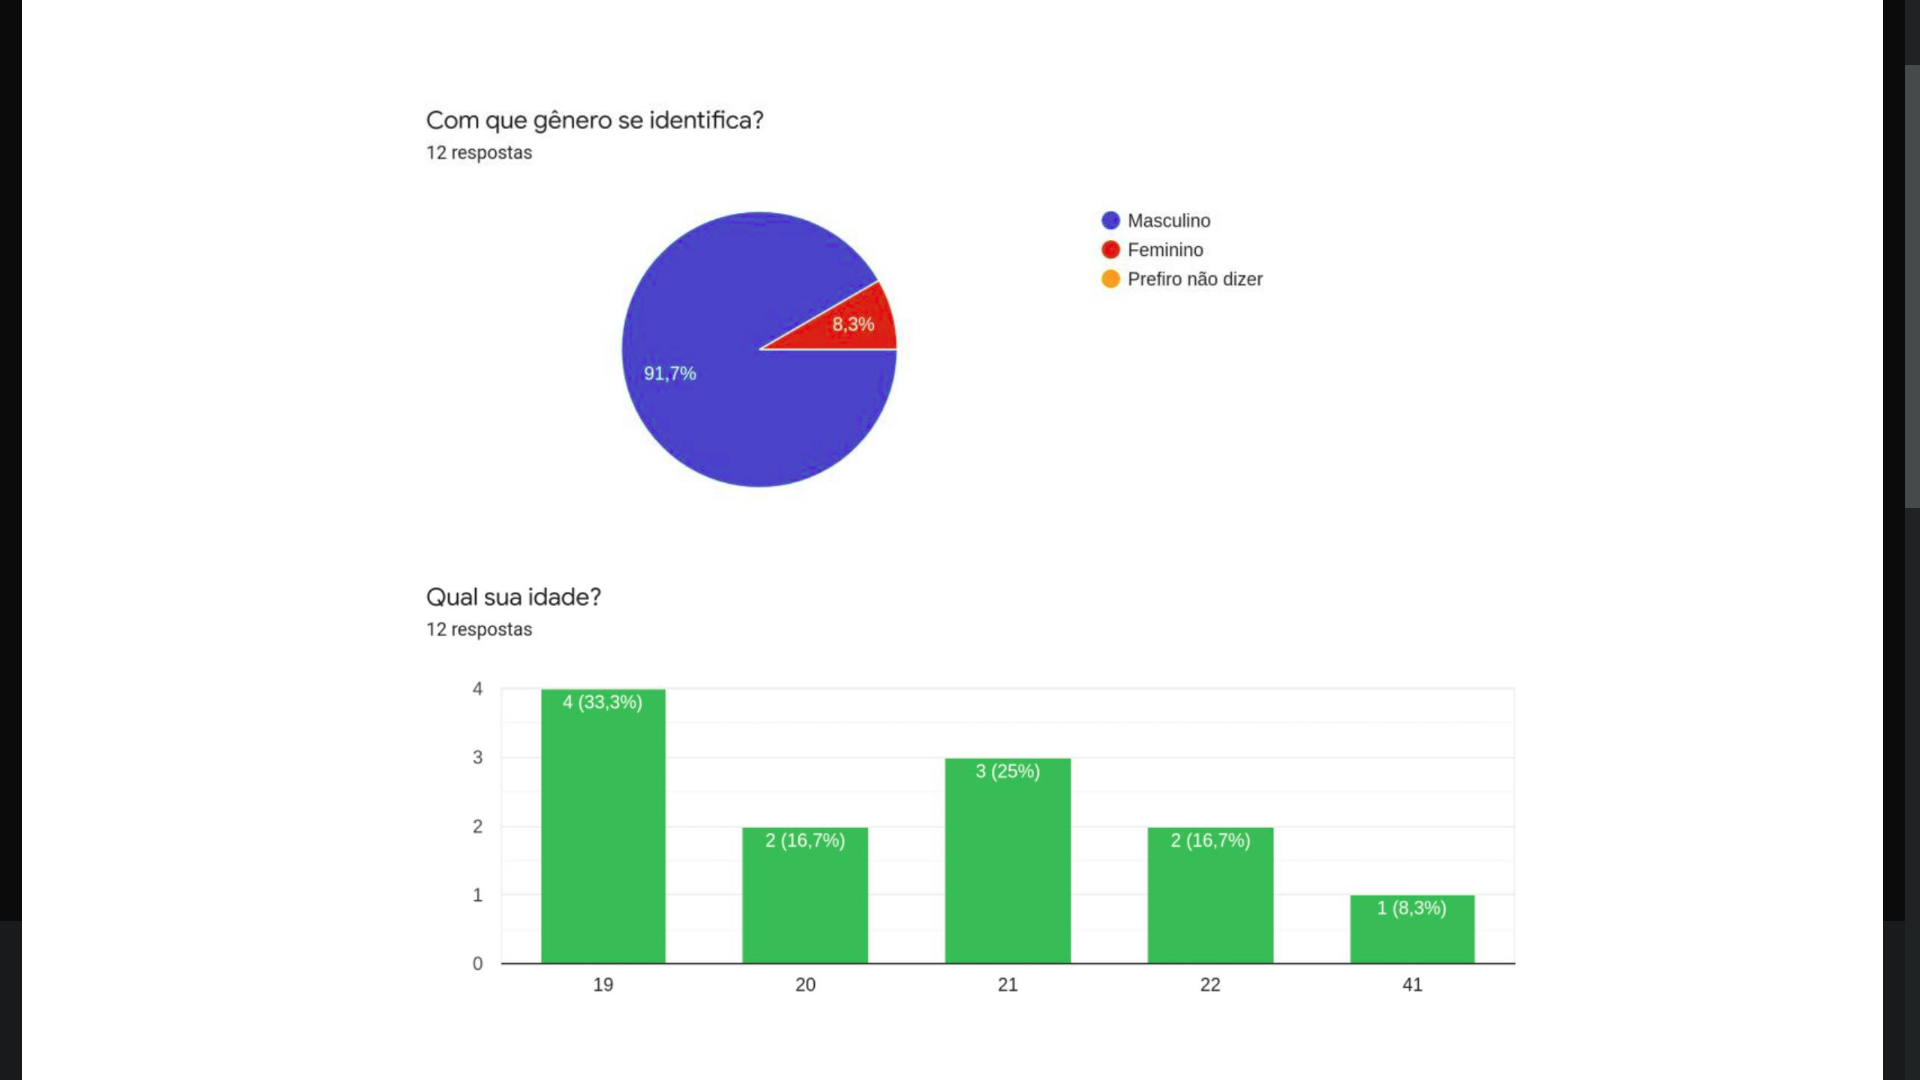 Com que gênero se identifica?
12 respostas
Masculino
Feminino
Prefiro não dizer
8,3%
91,7%
Qual sua idade?
12 respostas
4
3
2
1
0
4 (33,3%)
2 (16,7%)
3 (25%)
2 (16,7%)
1 (8,3%)
19
20
21
22
41